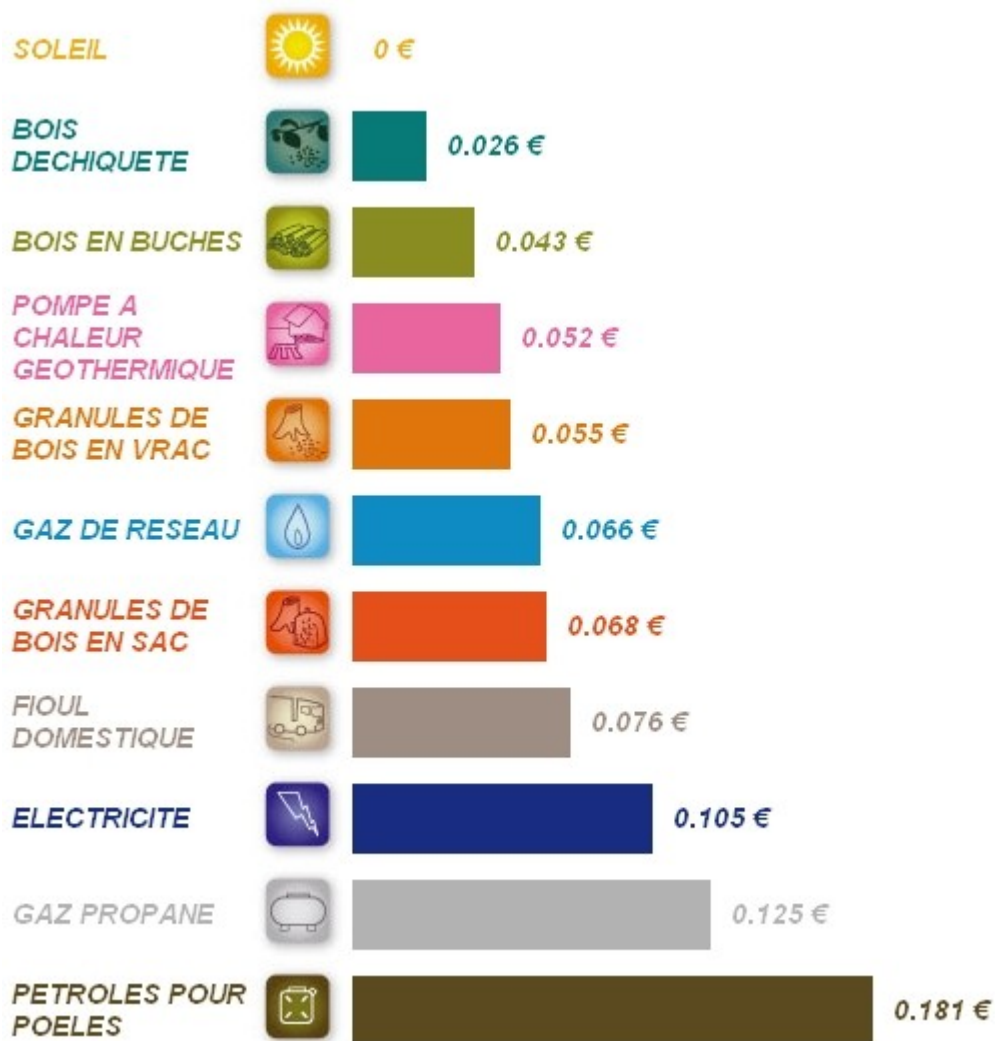 SOLEIL 0 €
BOIS
DECHIQUETE 0.026 €
BOIS EN BUCHES 0.043 €
POMPE A
CHALEUR
GEOTHERMIQUE 0.052 €
GRANULES DE
BOIS EN VRAC 0.055 €
GAZ DE RESEAU 0.066 €
GRANULES DE
BOIS EN SAC 0.068 €
FIOUL
DOMESTIQUE 0.076 €
ELECTRICITE 0.105 €
GAZ PROPANE 0.125 €
PETROLES POUR
POELES 0.181 €